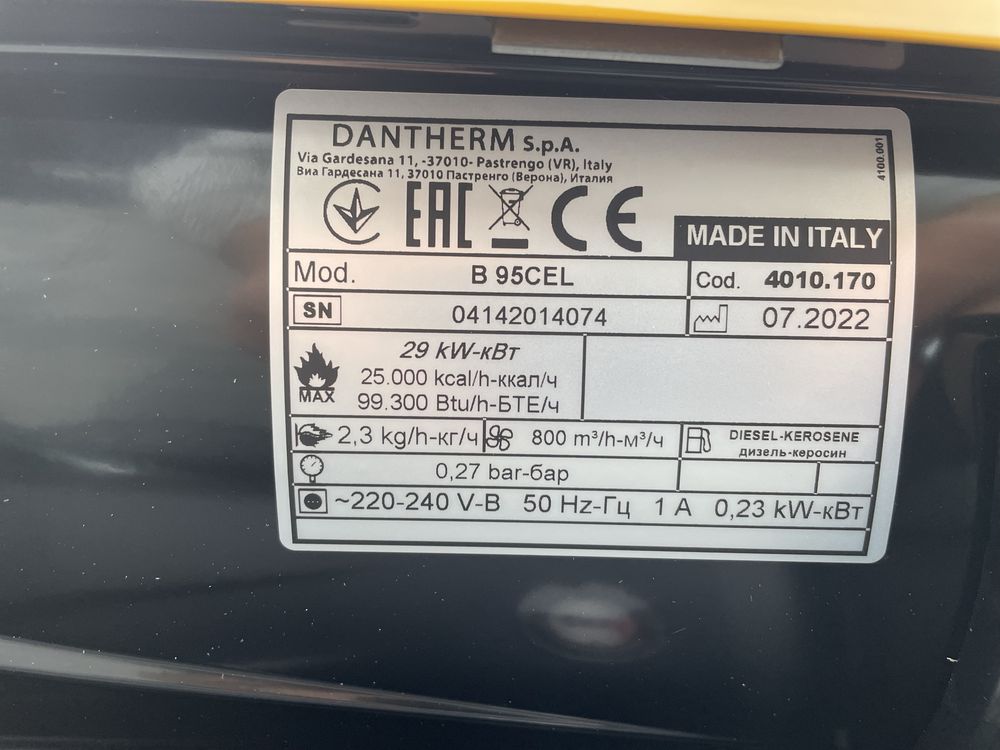 DANTHERM S.p.A.
Via Gardesana 11, -37010- Pastrengo (VR), Italy
Виа Гардесана 11, 37010 Пастренго (Верона), Италия
4100.001
EAC CE
MADE IN ITALY
Mod. B 95CEL Cod. 4010.170
SN 04142014074 07.2022
29 kW-кВт
25.000 kcal/h-ккал/ч
MAX 99.300 Btu/h-БТЕ/ч
2,3 kg/h-кг/ч 800 m³/h-м³/ч DIESEL-KEROSENE
дизель-керосин
0,27 bar-бар
~220-240 V-В 50 Hz-Гц 1 A 0,23 kW-кВт